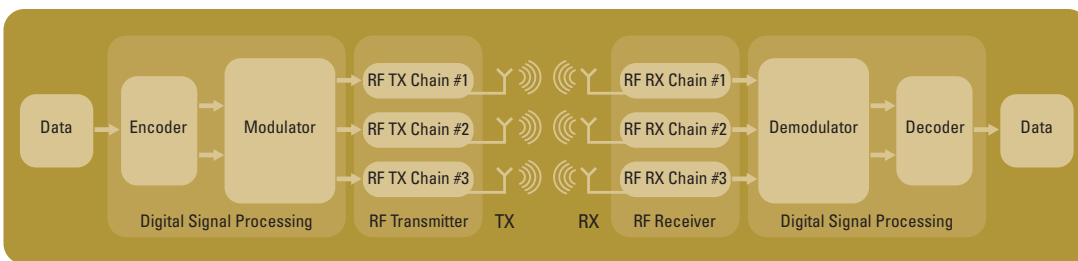 RF TX Chain #1
RF RX Chain #1
Data
Encoder
Modulator
RF TX Chain #2
RF RX Chain #2
Demodulator
Decoder
Data
RF TX Chain #3
RF RX Chain #3
Digital Signal Processing
RF Transmitter
TX
RX
RF Receiver
Digital Signal Processing